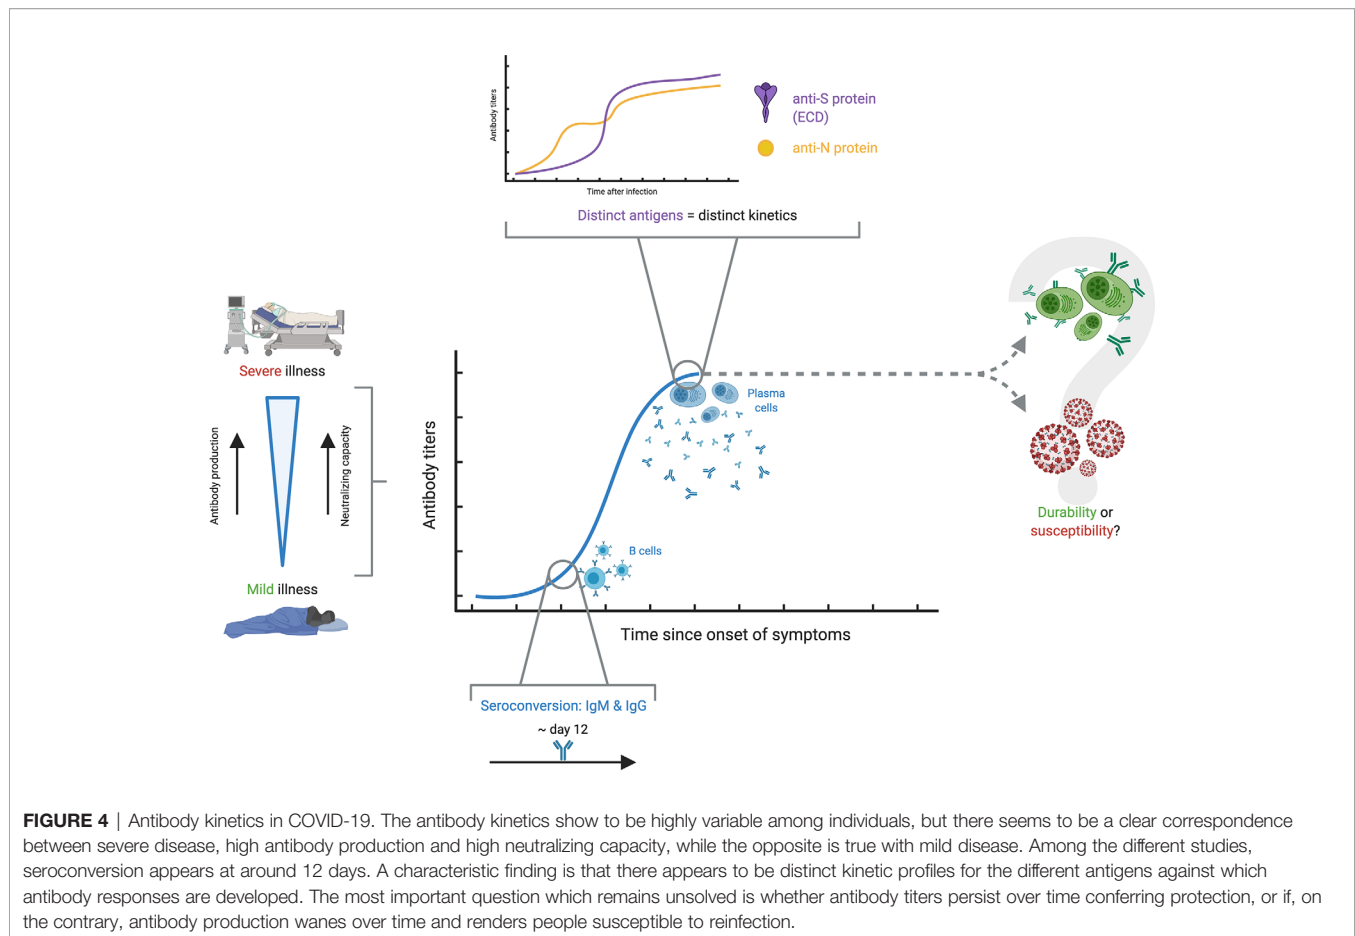 Antibody titers
Time after infection
anti-S protein
(ECD)
anti-N protein
Distinct antigens = distinct kinetics
Severe illness
Antibody production
Neutralizing capacity
Mild illness
Antibody titers
Plasma
cells
B cells
Time since onset of symptoms
Durability or
susceptibility?
Seroconversion: IgM & IgG
~ day 12
FIGURE 4 | Antibody kinetics in COVID-19. The antibody kinetics show to be highly variable among individuals, but there seems to be a clear correspondence
between severe disease, high antibody production and high neutralizing capacity, while the opposite is true with mild disease. Among the different studies,
seroconversion appears at around 12 days. A characteristic finding is that there appears to be distinct kinetic profiles for the different antigens against which
antibody responses are developed. The most important question which remains unsolved is whether antibody titers persist over time conferring protection, or if, on
the contrary, antibody production wanes over time and renders people susceptible to reinfection.